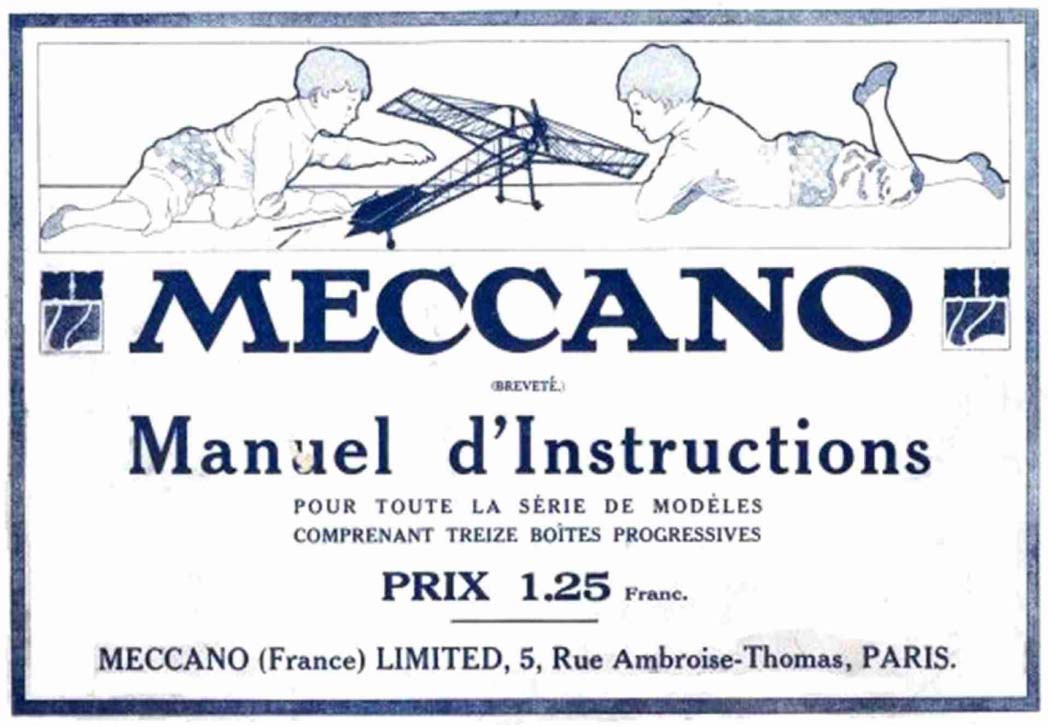 MECCANO
(BREVETÉ.)
Manuel d'Instructions
POUR TOUTE LA SÉRIE DE MODÈLES
COMPRENANT TREIZE BOÎTES PROGRESSIVES
PRIX 1.25 Franc.
MECCANO (France) LIMITED, 5, Rue Ambroise-Thomas, PARIS.